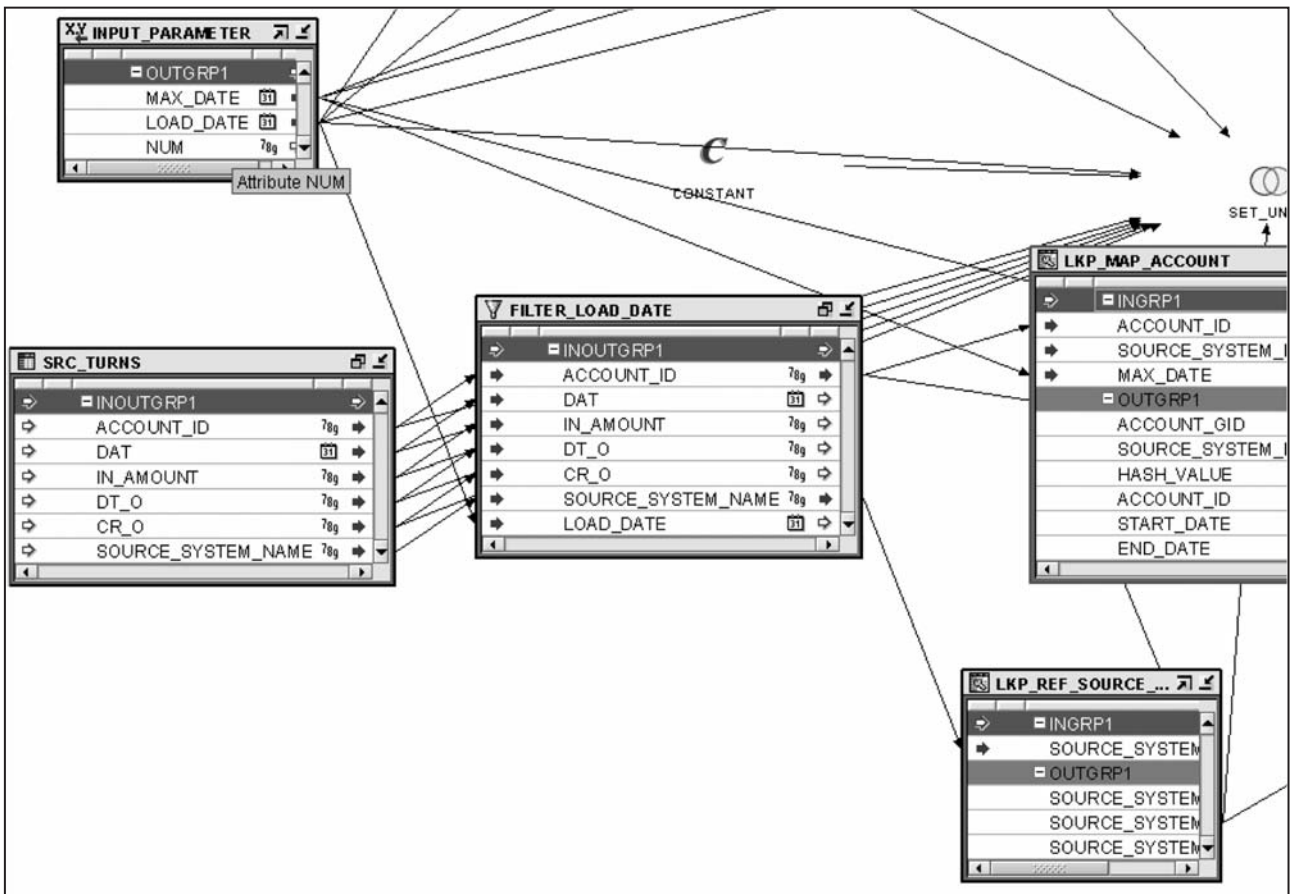 INPUT_PARAMETER
OUTGRP1
MAX_DATE
LOAD_DATE
NUM
Attribute NUM
CONSTANT
SET_UN
SRC_TURNS
INOUTGRP1
ACCOUNT_ID
DAT
IN_AMOUNT
DT_O
CR_O
SOURCE_SYSTEM_NAME
FILTER_LOAD_DATE
INOUTGRP1
ACCOUNT_ID
DAT
IN_AMOUNT
DT_O
CR_O
SOURCE_SYSTEM_NAME
LOAD_DATE
LKP_MAP_ACCOUNT
INGRP1
ACCOUNT_ID
SOURCE_SYSTEM_I
MAX_DATE
OUTGRP1
ACCOUNT_GID
SOURCE_SYSTEM_I
HASH_VALUE
ACCOUNT_ID
START_DATE
END_DATE
LKP_REF_SOURCE_...
INGRP1
SOURCE_SYSTEM
OUTGRP1
SOURCE_SYSTEM
SOURCE_SYSTEM
SOURCE_SYSTEM